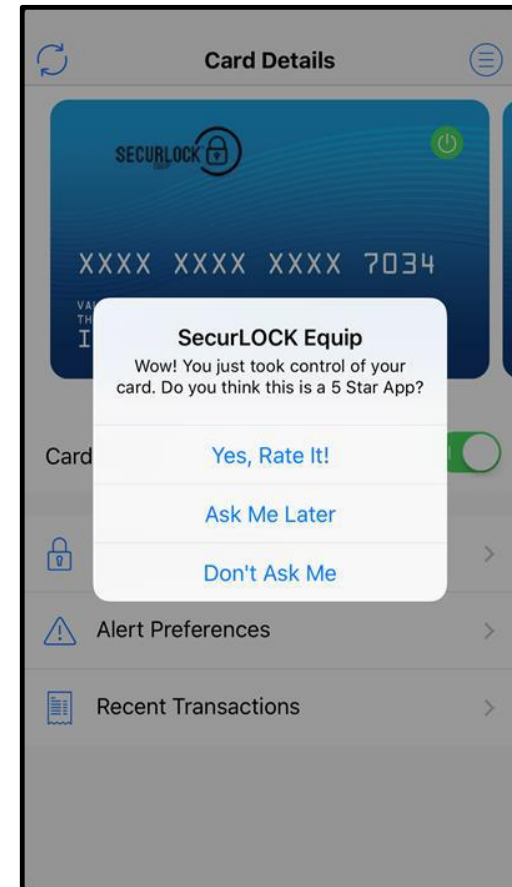 Card Details
SECURLOCK
EQUIP
XXXX XXXX XXXX 7034
SecurLOCK Equip
Wow! You just took control of your
card. Do you think this is a 5 Star App?
Card
Yes, Rate It!
Ask Me Later
Don't Ask Me
Alert Preferences
Recent Transactions